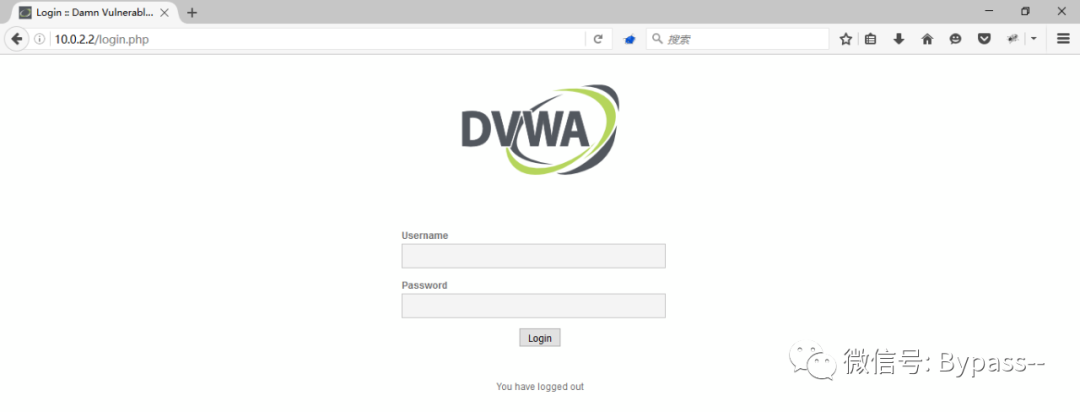 Login :: Damn Vulnerabl...
10.0.2.2/login.php
搜索
DVWA
Username
Password
Login
微信号: Bypass--
You have logged out